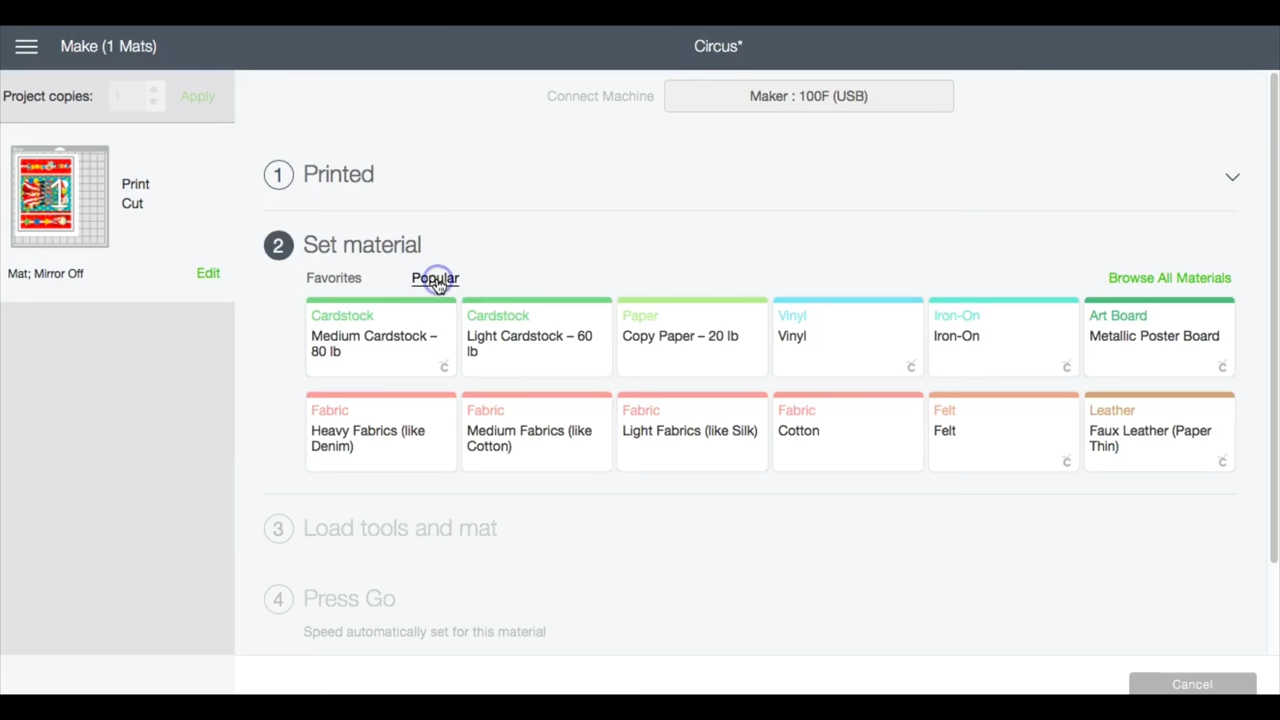 Make (1 Mats)
Circus*
Project copies:
1
Apply
Connect Machine
Maker : 100F (USB)
Print
Cut
Mat; Mirror Off
Edit
1 Printed
2 Set material
Favorites
Popular
Browse All Materials
Cardstock
Medium Cardstock –
80 lb
Cardstock
Light Cardstock – 60
lb
Paper
Copy Paper – 20 lb
Vinyl
Vinyl
Iron-On
Iron-On
Art Board
Metallic Poster Board
Fabric
Heavy Fabrics (like
Denim)
Fabric
Medium Fabrics (like
Cotton)
Fabric
Light Fabrics (like Silk)
Fabric
Cotton
Felt
Felt
Leather
Faux Leather (Paper
Thin)
3 Load tools and mat
4 Press Go
Speed automatically set for this material
Cancel